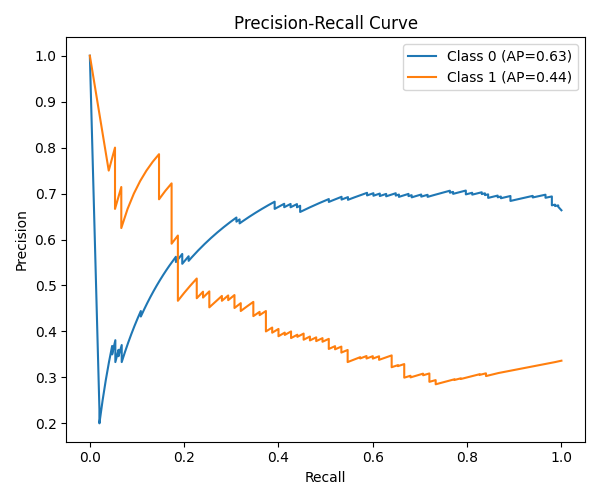 Precision-Recall Curve
Class 0 (AP=0.63)
Class 1 (AP=0.44)
Precision
1.0
0.9
0.8
0.7
0.6
0.5
0.4
0.3
0.2
0.0 0.2 0.4 0.6 0.8 1.0
Recall